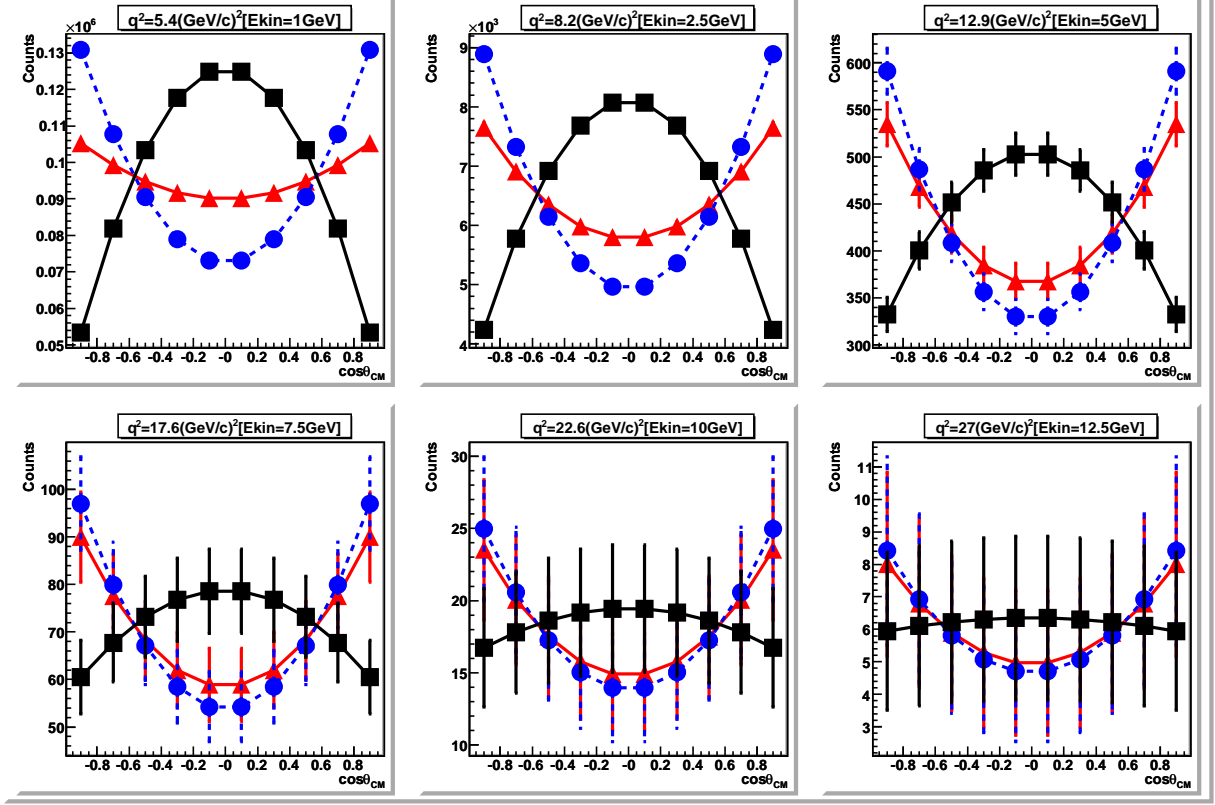 q²=5.4(GeV/c)²[Ekin=1GeV]
×10⁶
Counts
0.13
0.12
0.11
0.1
0.09
0.08
0.07
0.06
0.05
-0.8 -0.6 -0.4 -0.2 -0 0.2 0.4 0.6 0.8
cosθCM
q²=8.2(GeV/c)²[Ekin=2.5GeV]
×10³
Counts
9
8
7
6
5
4
-0.8 -0.6 -0.4 -0.2 -0 0.2 0.4 0.6 0.8
cosθCM
q²=12.9(GeV/c)²[Ekin=5GeV]
Counts
600
550
500
450
400
350
300
-0.8 -0.6 -0.4 -0.2 -0 0.2 0.4 0.6 0.8
cosθCM
q²=17.6(GeV/c)²[Ekin=7.5GeV]
Counts
100
90
80
70
60
50
-0.8 -0.6 -0.4 -0.2 -0 0.2 0.4 0.6 0.8
cosθCM
q²=22.6(GeV/c)²[Ekin=10GeV]
Counts
30
25
20
15
10
-0.8 -0.6 -0.4 -0.2 -0 0.2 0.4 0.6 0.8
cosθCM
q²=27(GeV/c)²[Ekin=12.5GeV]
Counts
11
10
9
8
7
6
5
4
3
-0.8 -0.6 -0.4 -0.2 -0 0.2 0.4 0.6 0.8
cosθCM